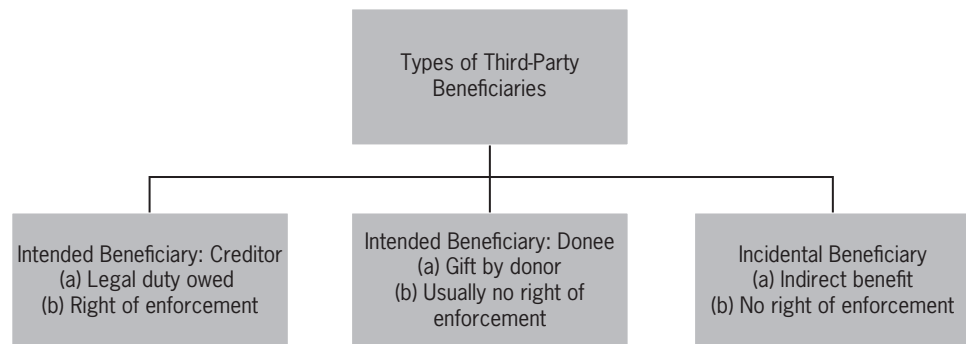 Types of Third-Party
Beneficiaries
Intended Beneficiary: Creditor
(a) Legal duty owed
(b) Right of enforcement
Intended Beneficiary: Donee
(a) Gift by donor
(b) Usually no right of
enforcement
Incidental Beneficiary
(a) Indirect benefit
(b) No right of enforcement